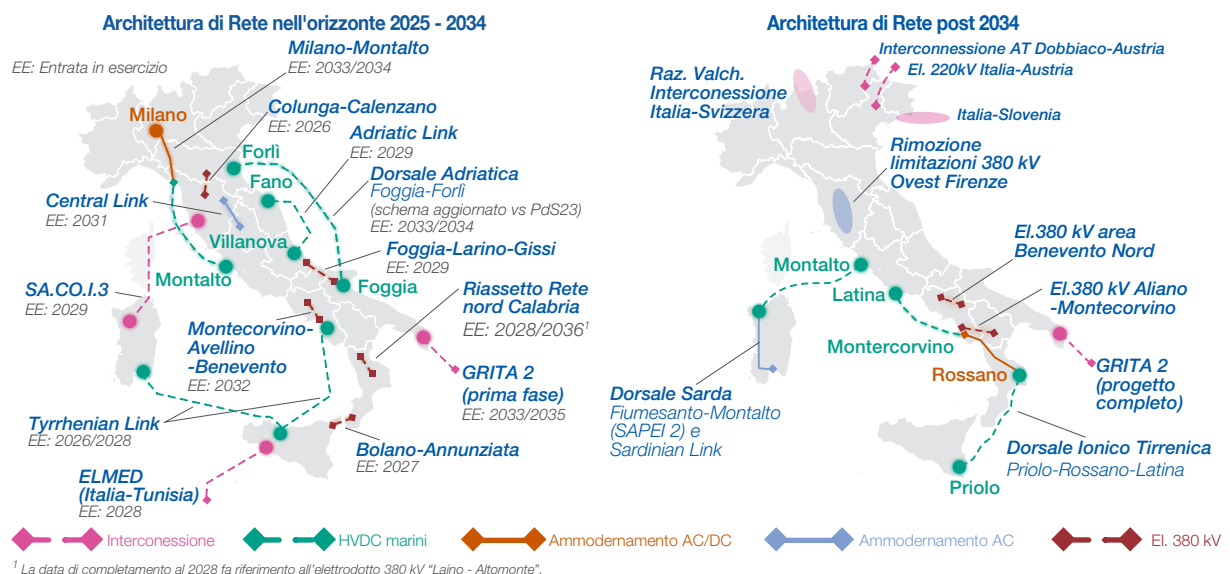 Architettura di Rete nell'orizzonte 2025 - 2034
EE: Entrata in esercizio
Milano-Montalto
EE: 2033/2034
Colunga-Calenzano
EE: 2026
Adriatic Link
EE: 2029
Milano
Forlì
Fano
Dorsale Adriatica
Foggia-Forlì
(schema aggiornato vs PdS23)
EE: 2033/2034
Central Link
EE: 2031
Villanova
Foggia-Larino-Gissi
EE: 2029
Montalto
Foggia
SA.CO.I.3
EE: 2029
Riassetto Rete
nord Calabria
EE: 2028/2036¹
Montecorvino-
Avellino
-Benevento
EE: 2032
GRITA 2
(prima fase)
EE: 2033/2035
Tyrrhenian Link
EE: 2026/2028
Bolano-Annunziata
EE: 2027
ELMED
(Italia-Tunisia)
EE: 2028
Architettura di Rete post 2034
Interconnessione AT Dobbiaco-Austria
El. 220kV Italia-Austria
Raz. Valch.
Interconessione
Italia-Svizzera
Italia-Slovenia
Rimozione
limitazioni 380 kV
Ovest Firenze
El.380 kV area
Benevento Nord
Montalto
Latina
El.380 kV Aliano
-Montecorvino
Montercorvino
Rossano
GRITA 2
(progetto
completo)
Dorsale Sarda
Fiumesanto-Montalto
(SAPEI 2) e
Sardinian Link
Dorsale Ionico Tirrenica
Priolo-Rossano-Latina
Priolo
Interconessione
HVDC marini
Ammodernamento AC/DC
Ammodernamento AC
El. 380 kV
¹ La data di completamento al 2028 fa riferimento all'elettrodotto 380 kV "Laino - Altomonte".